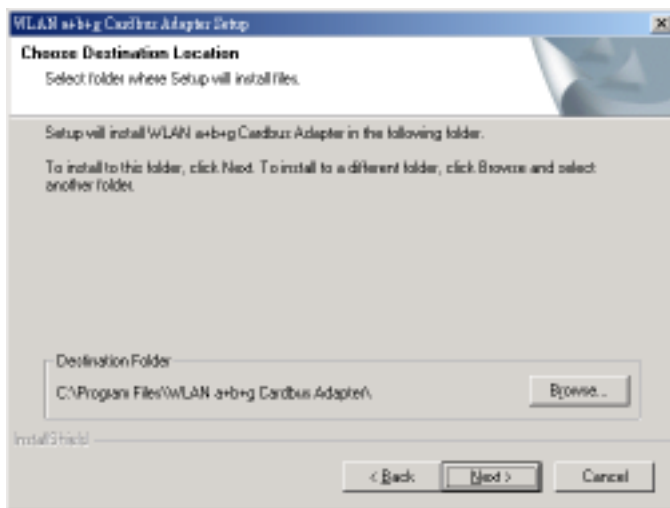 WLAN a+b+g Cardbus Adapter Setup
Choose Destination Location
Select folder where Setup will install files.
Setup will install WLAN a+b+g Cardbus Adapter in the following folder.
To install to this folder, click Next. To install to a different folder, click Browse and select
another folder.
Destination Folder
C:\Program Files\WLAN a+b+g Cardbus Adapter\
Browse...
InstallShield
< Back
Next >
Cancel